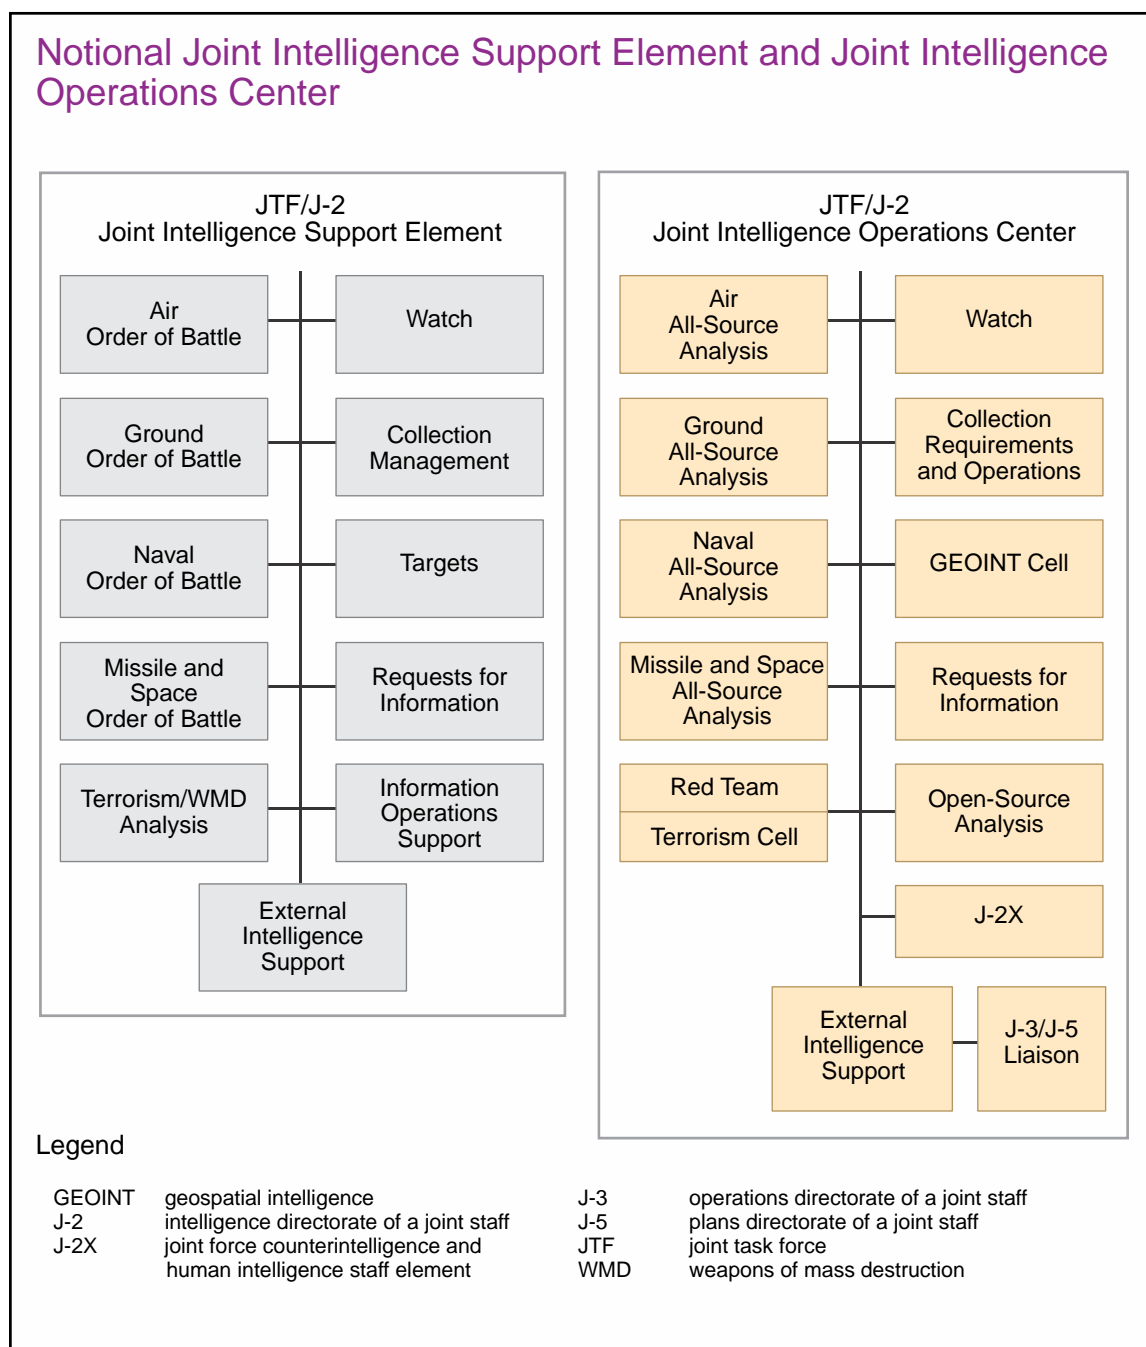 Notional Joint Intelligence Support Element and Joint Intelligence
Operations Center
JTF/J-2
Joint Intelligence Support Element
Air
Order of Battle
Watch
Ground
Order of Battle
Collection
Management
Naval
Order of Battle
Targets
Missile and
Space
Order of Battle
Requests for
Information
Terrorism/WMD
Analysis
Information
Operations
Support
External
Intelligence
Support
JTF/J-2
Joint Intelligence Operations Center
Air
All-Source
Analysis
Watch
Ground
All-Source
Analysis
Collection
Requirements
and Operations
Naval
All-Source
Analysis
GEOINT Cell
Missile and Space
All-Source
Analysis
Requests for
Information
Red Team
Terrorism Cell
Open-Source
Analysis
J-2X
External
Intelligence
Support
J-3/J-5
Liaison
Legend
GEOINT geospatial intelligence
J-2 intelligence directorate of a joint staff
J-2X joint force counterintelligence and
human intelligence staff element
J-3 operations directorate of a joint staff
J-5 plans directorate of a joint staff
JTF joint task force
WMD weapons of mass destruction